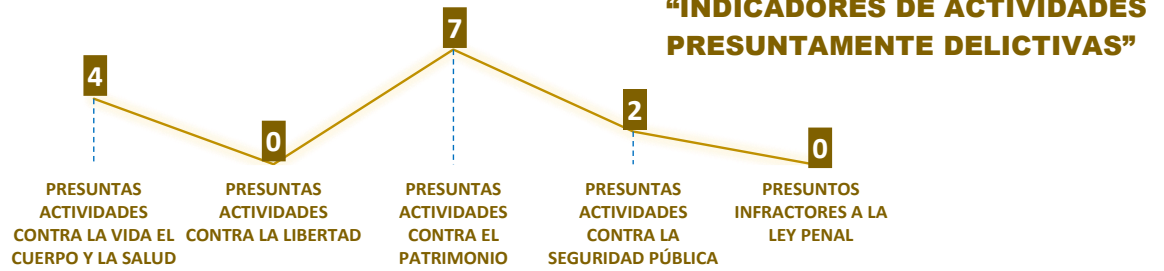 “INDICADORES DE ACTIVIDADES
PRESUNTAMENTE DELICTIVAS”
4
0
7
2
0
PRESUNTAS
ACTIVIDADES
CONTRA LA VIDA EL
CUERPO Y LA SALUD
PRESUNTAS
ACTIVIDADES
CONTRA LA LIBERTAD
PRESUNTAS
ACTIVIDADES
CONTRA EL
PATRIMONIO
PRESUNTAS
ACTIVIDADES
CONTRA LA
SEGURIDAD PÚBLICA
PRESUNTOS
INFRACTORES A LA
LEY PENAL